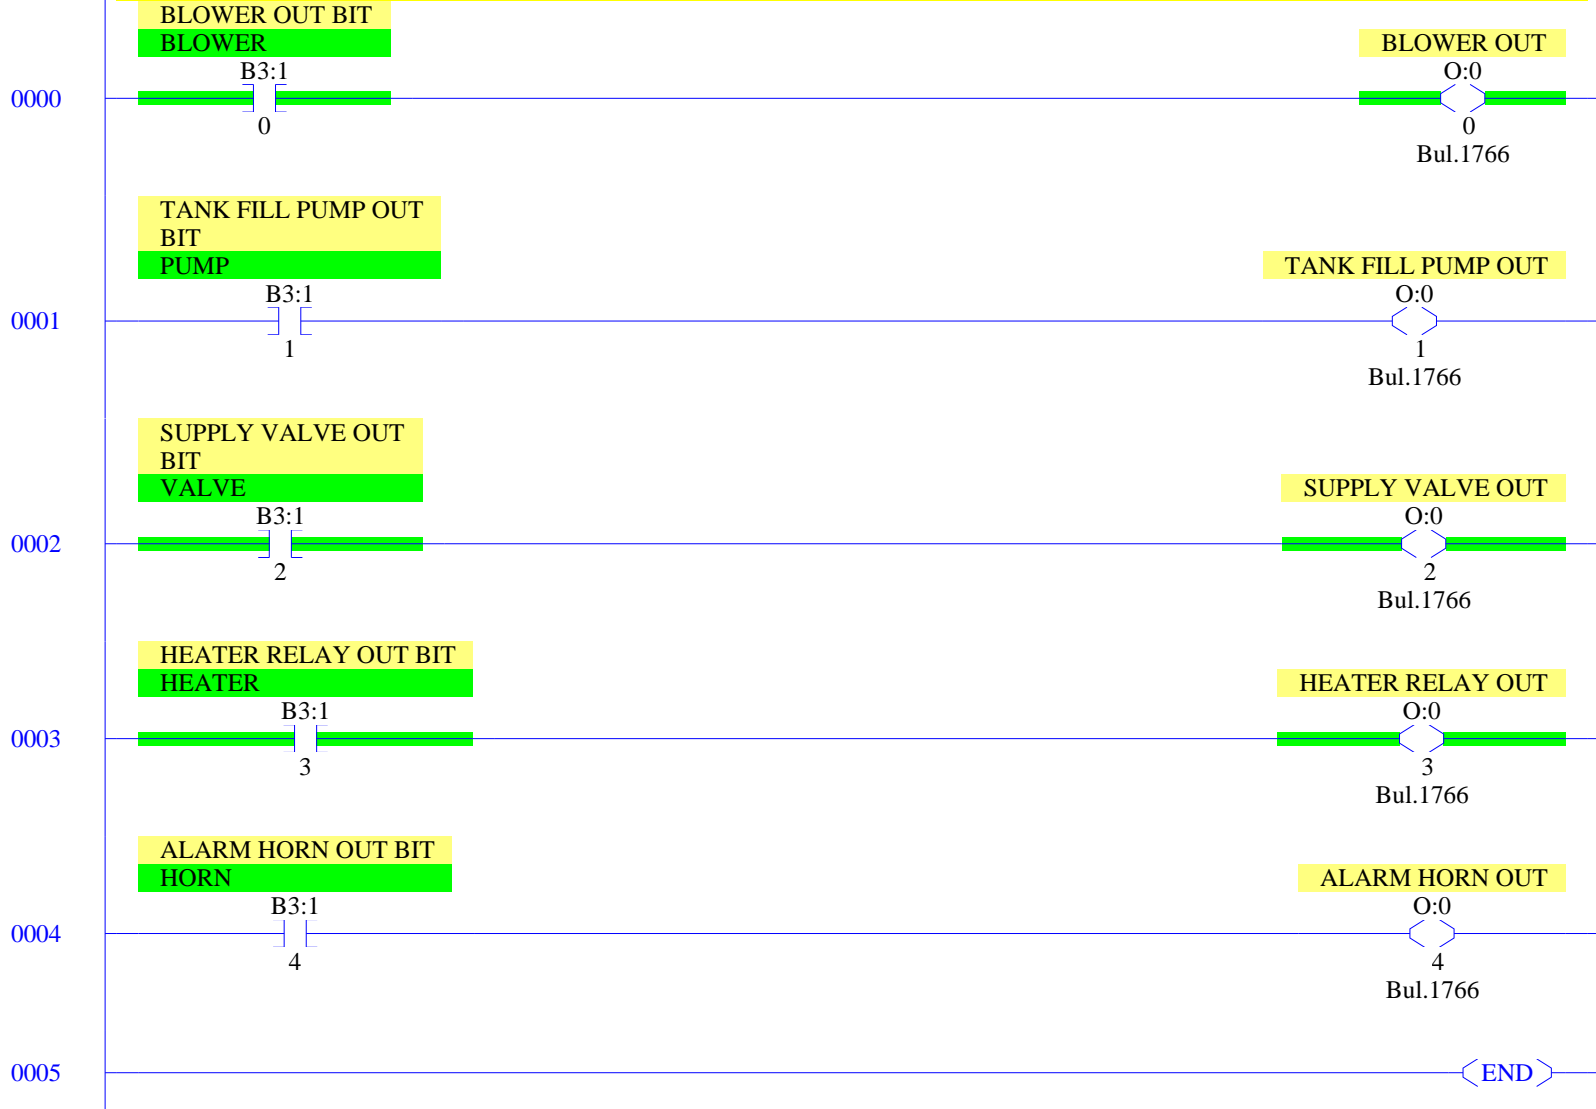 BLOWER OUT BIT
BLOWER
BLOWER OUT
B3:1
O:0
0000
0
0
Bul.1766
TANK FILL PUMP OUT
BIT
PUMP
TANK FILL PUMP OUT
B3:1
O:0
0001
1
1
Bul.1766
SUPPLY VALVE OUT
BIT
VALVE
SUPPLY VALVE OUT
B3:1
O:0
0002
2
2
Bul.1766
HEATER RELAY OUT BIT
HEATER
HEATER RELAY OUT
B3:1
O:0
0003
3
3
Bul.1766
ALARM HORN OUT BIT
HORN
ALARM HORN OUT
B3:1
O:0
0004
4
4
Bul.1766
0005
END